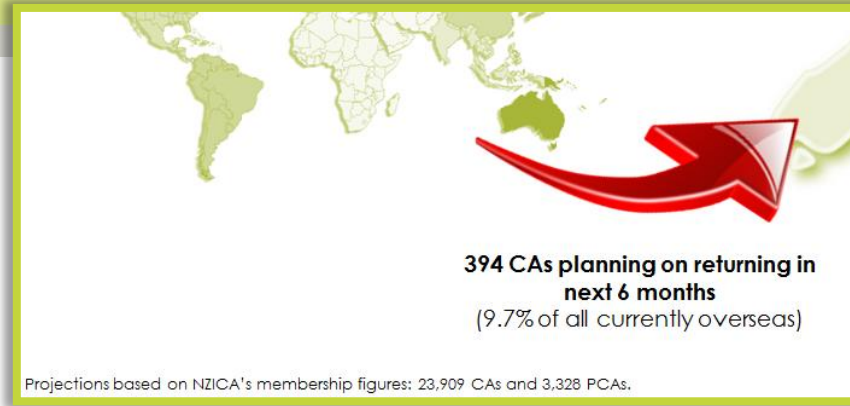 394 CAs planning on returning in
next 6 months
(9.7% of all currently overseas)
Projections based on NZICA's membership figures: 23,909 CAs and 3,328 PCAs.